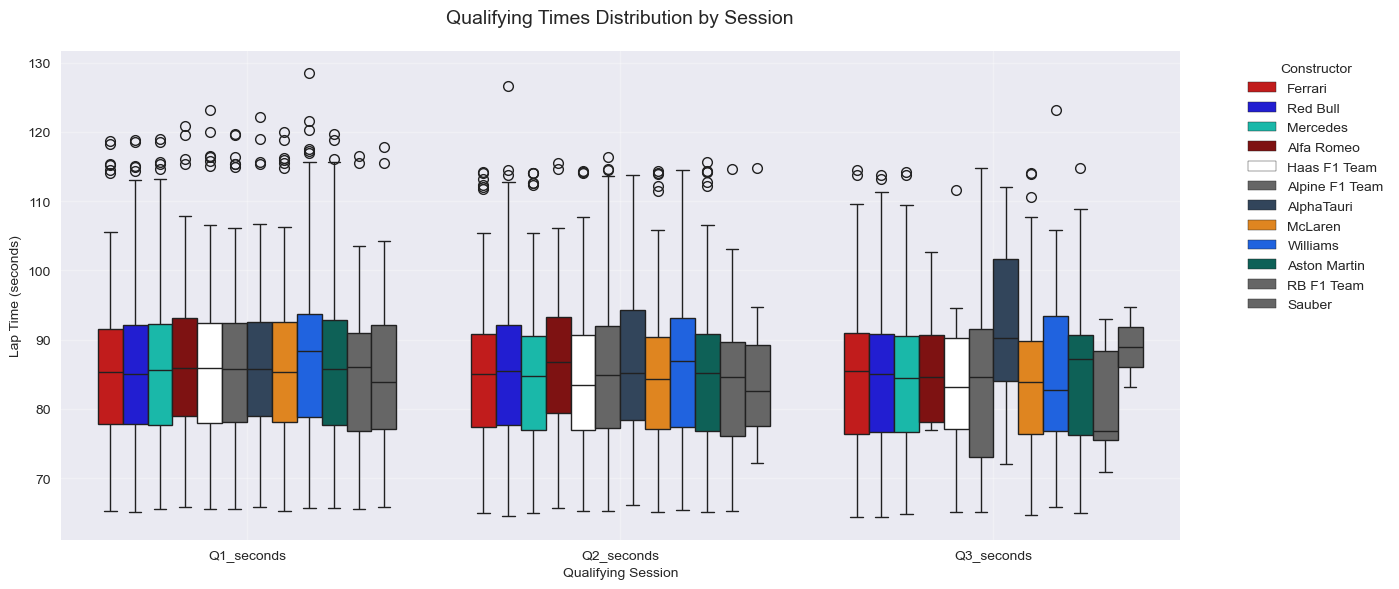 Qualifying Times Distribution by Session
Lap Time (seconds)
130
120
110
100
90
80
70
Q1_seconds
Q2_seconds
Q3_seconds
Qualifying Session
Constructor
Ferrari
Red Bull
Mercedes
Alfa Romeo
Haas F1 Team
Alpine F1 Team
AlphaTauri
McLaren
Williams
Aston Martin
RB F1 Team
Sauber